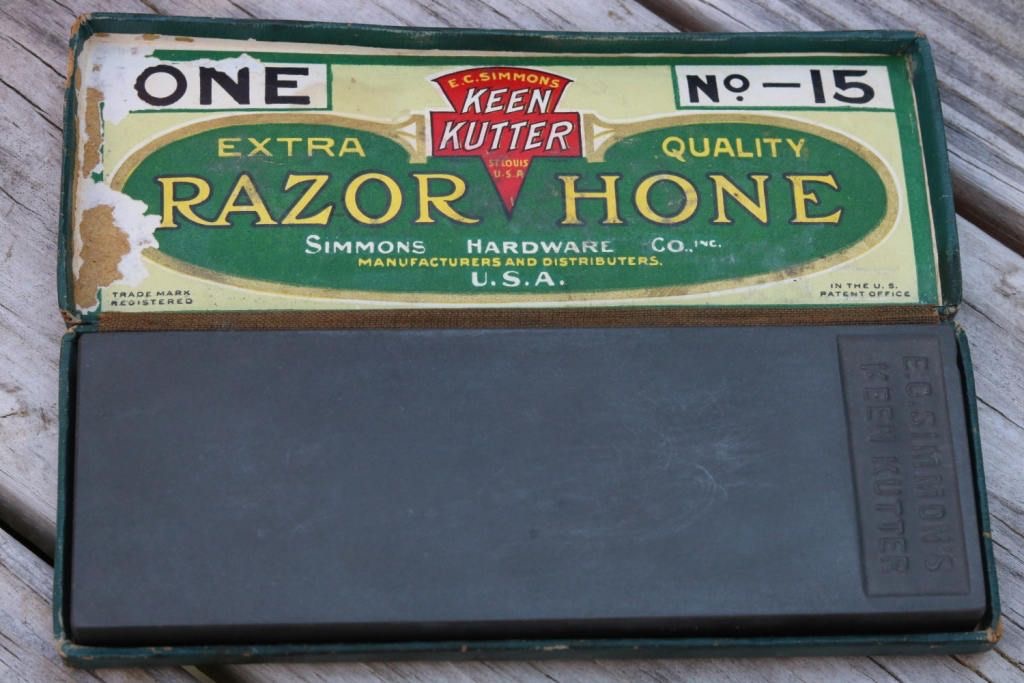 ONE
No. - 15
E.C. SIMMONS
KEEN
KUTTER
ST. LOUIS
U.S.A.
EXTRA QUALITY
RAZOR HONE
SIMMONS HARDWARE CO., INC.
MANUFACTURERS AND DISTRIBUTERS.
U.S.A.
TRADE MARK
REGISTERED
IN THE U.S.
PATENT OFFICE
E.C. SIMMONS
KEEN KUTTER